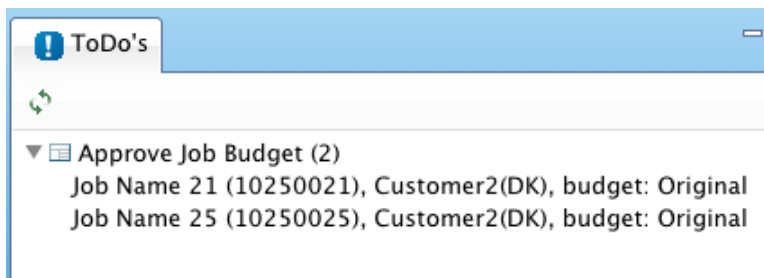 ToDo's
Approve Job Budget (2)
Job Name 21 (10250021), Customer2(DK), budget: Original
Job Name 25 (10250025), Customer2(DK), budget: Original